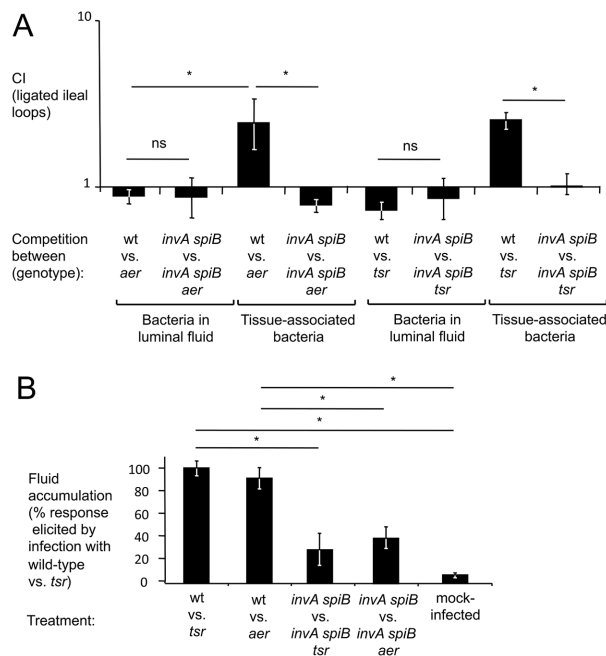 A
10
CI
(ligated ileal
loops)
* *
*
ns
ns
1
Competition
between
(genotype):
wt
vs.
aer
invA spiB
vs.
invA spiB
aer
wt
vs.
aer
invA spiB
vs.
invA spiB
aer
wt
vs.
tsr
invA spiB
vs.
invA spiB
tsr
wt
vs.
tsr
invA spiB
vs.
invA spiB
tsr
Bacteria in
luminal fluid
Tissue-associated
bacteria
Bacteria in
luminal fluid
Tissue-associated
bacteria
B
*
*
*
*
Fluid
accumulation
(% response
elicited by
infection with
wild-type
vs. tsr)
100
80
60
40
20
0
Treatment:
wt
vs.
tsr
wt
vs.
aer
invA spiB
vs.
invA spiB
tsr
invA spiB
vs.
invA spiB
aer
mock-
infected